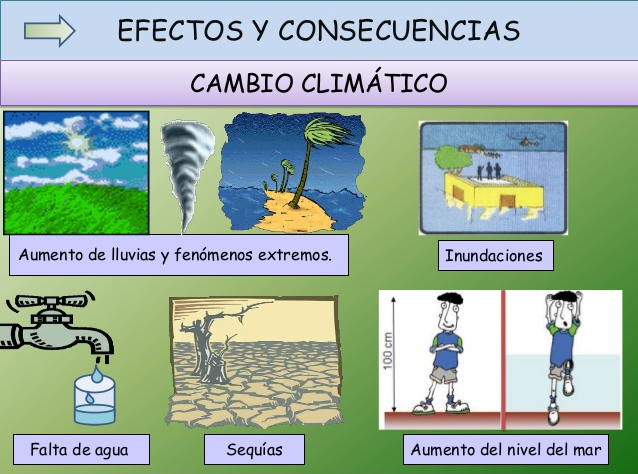 EFECTOS Y CONSECUENCIAS
CAMBIO CLIMÁTICO
Aumento de lluvias y fenómenos extremos.
Inundaciones
100 cm
Falta de agua
Sequías
Aumento del nivel del mar